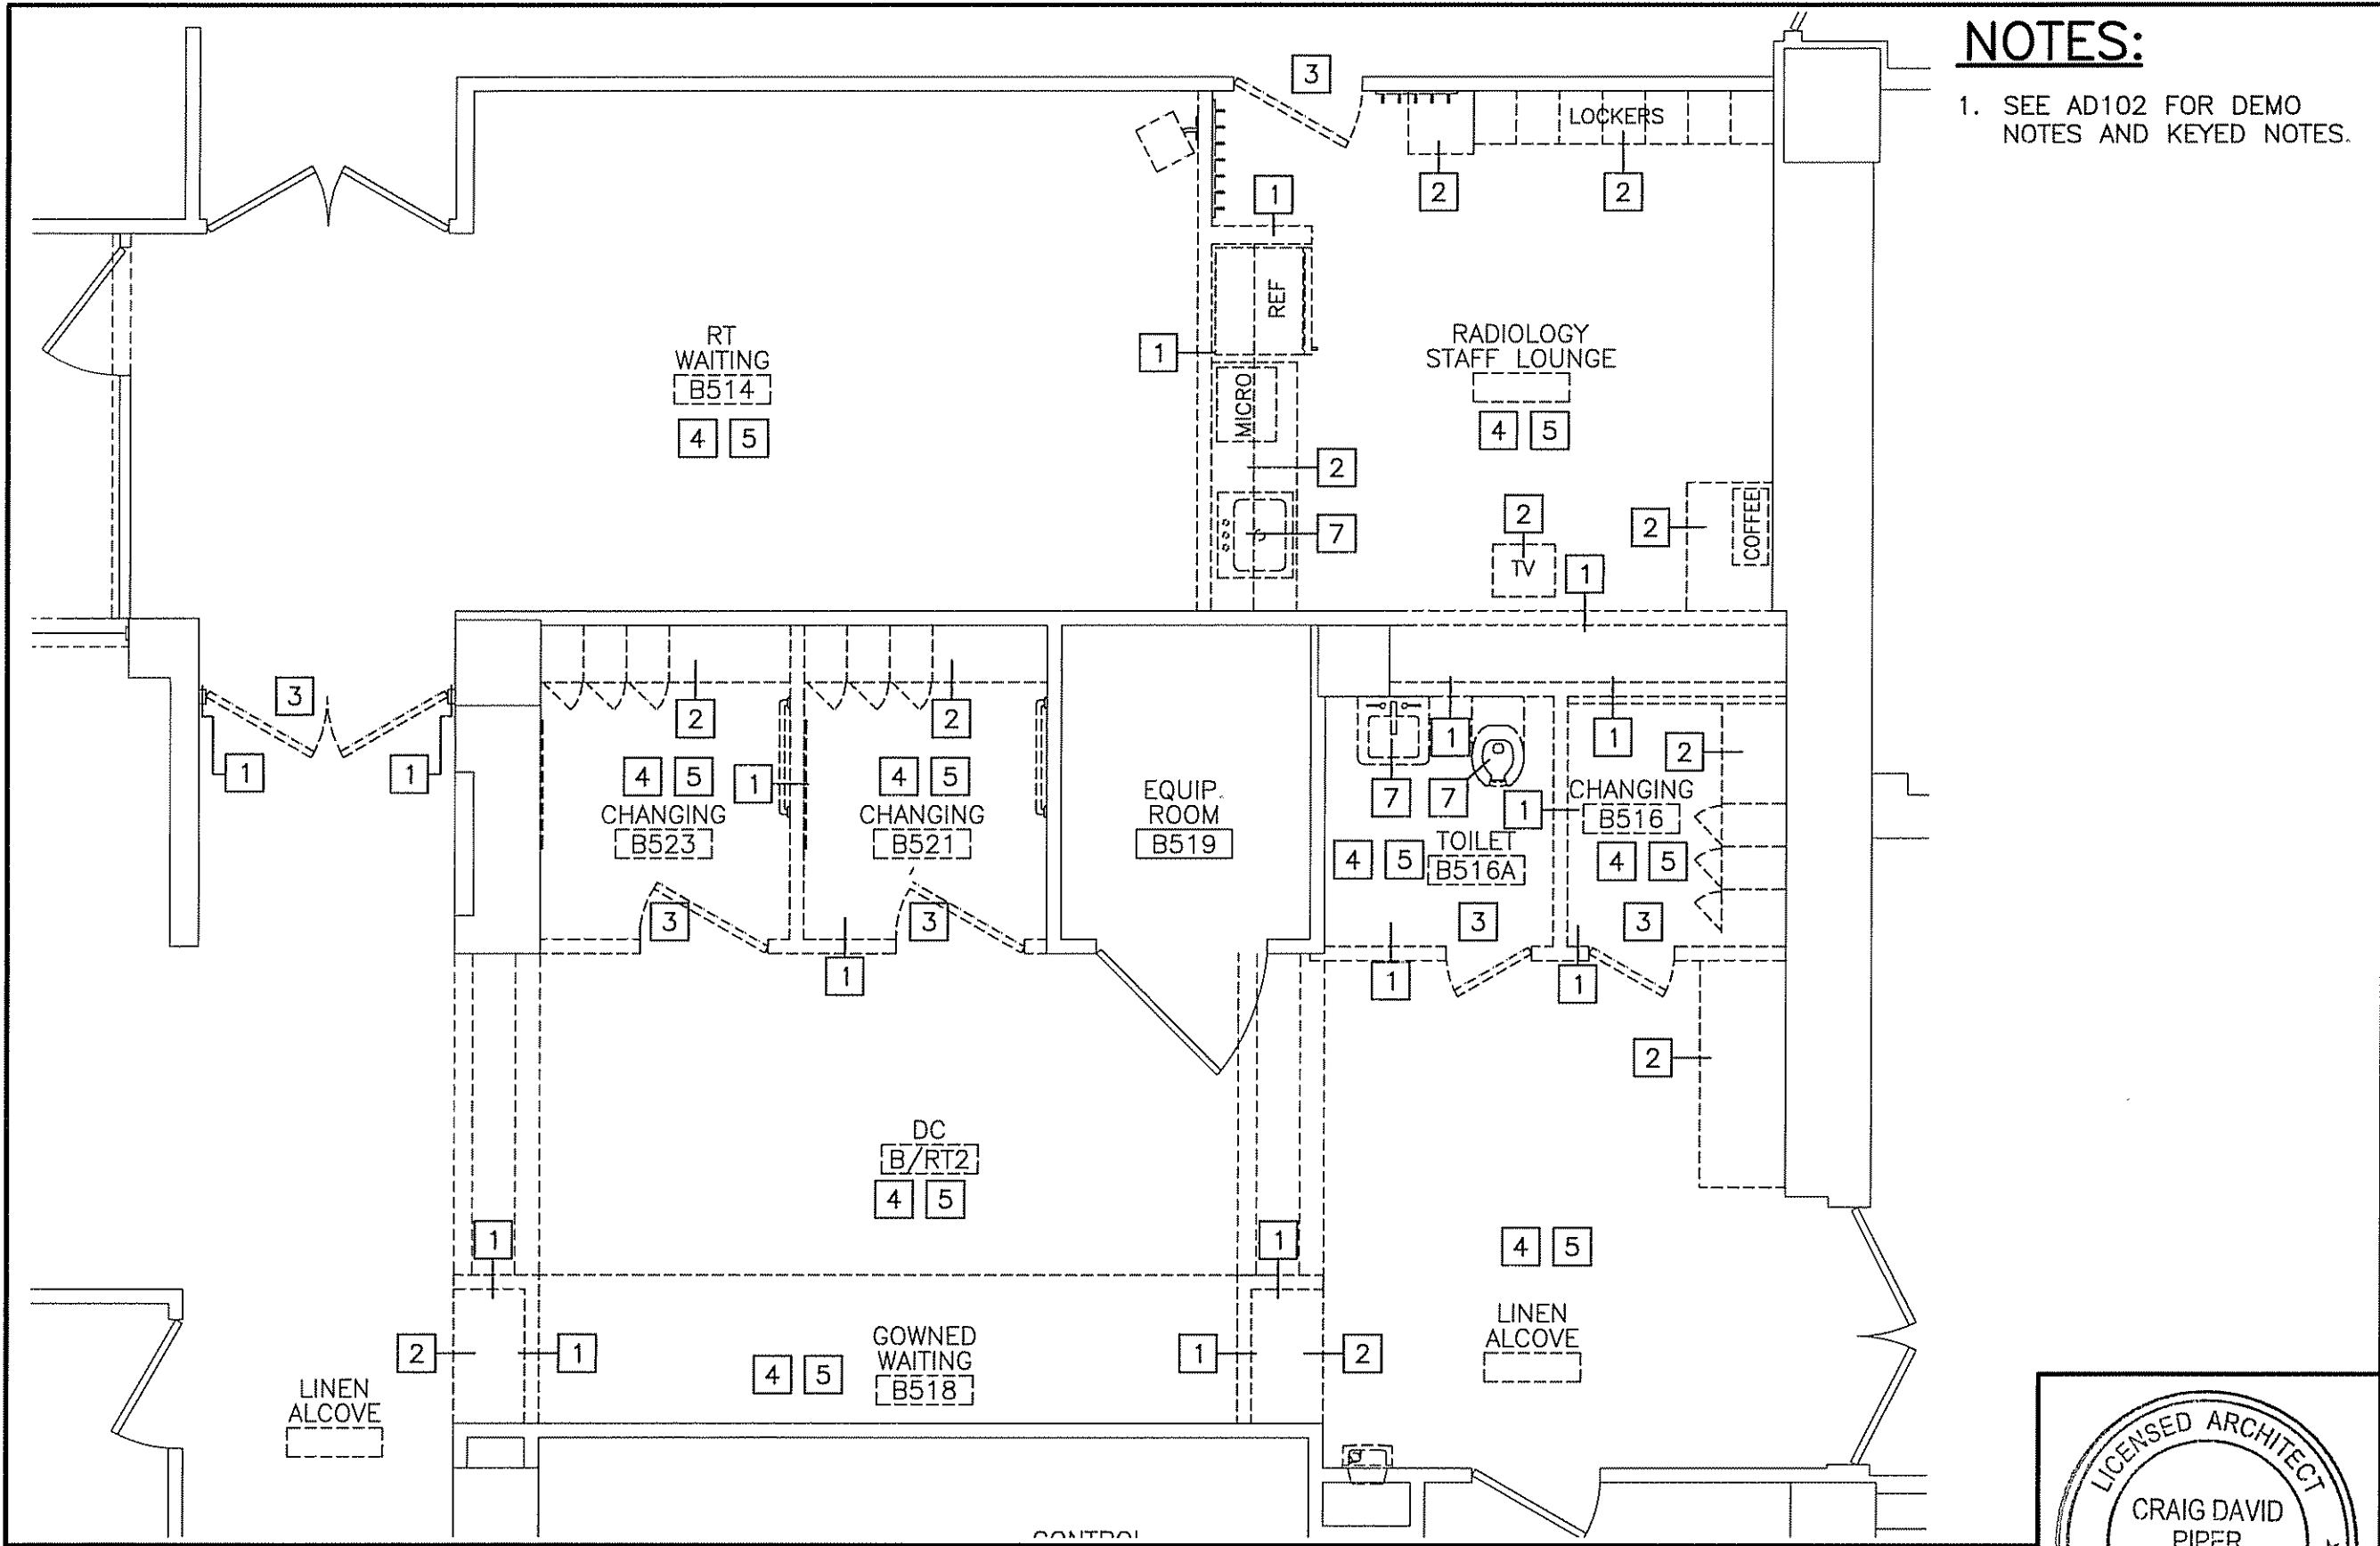 NOTES:
1. SEE AD102 FOR DEMO
NOTES AND KEYED NOTES.
3
LOCKERS
2
2
1
REF
1
RT
WAITING
B514
4 5
RADIOLOGY
STAFF LOUNGE
4 5
MICRO
2
7
2
TV
2
COFFEE
1
3
1
1
2
2
1
4 5
CHANGING
B523
4 5
CHANGING
B521
3
3
1
EQUIP.
ROOM
B519
1
7
7
1
2
1
CHANGING
B516
4 5
TOILET
B516A
4 5
3
3
1
1
2
DC
B/RT2
4 5
1
1
4 5
LINEN
ALCOVE
2
1
GOWNED
WAITING
B518
4 5
1
2
LINEN
ALCOVE
LICENSED ARCHITECT
CRAIG DAVID
PIPER
CONTROL